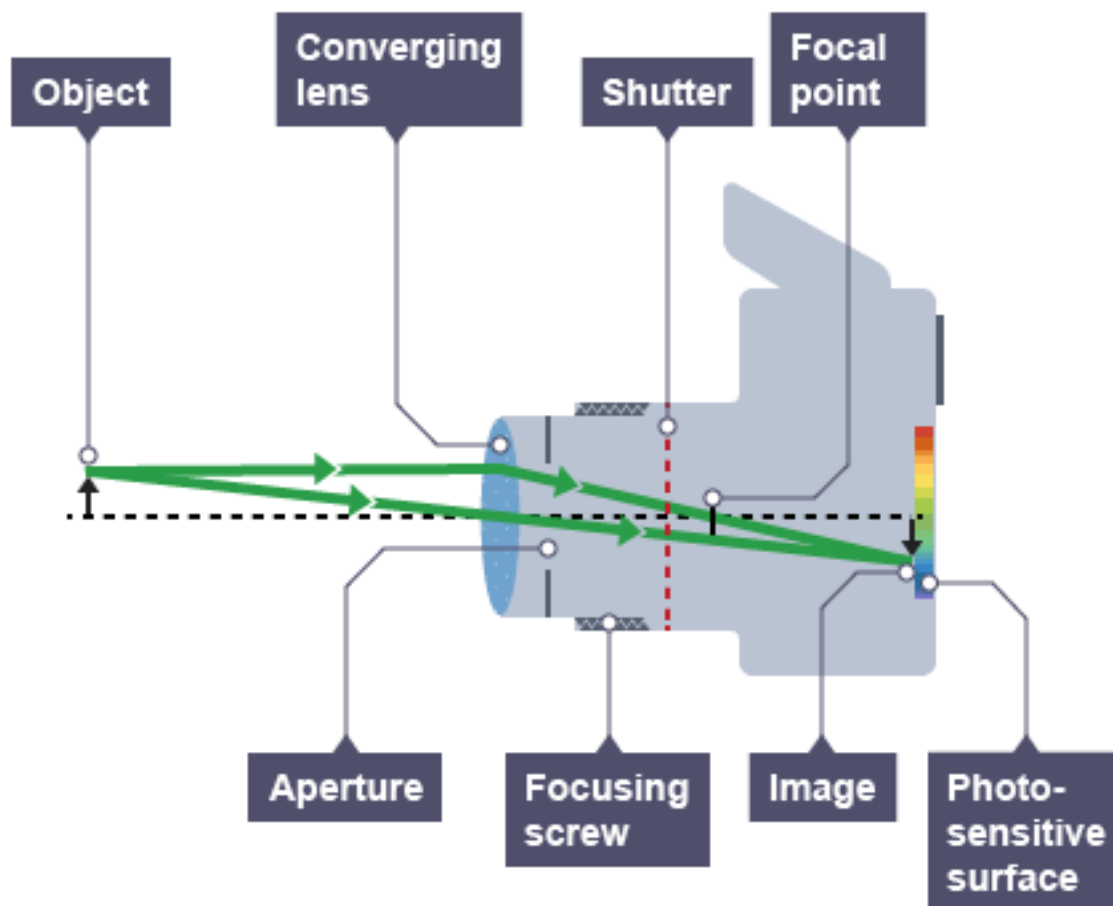 Object
Converging
lens
Shutter
Focal
point
Aperture
Focusing
screw
Image
Photo-
sensitive
surface